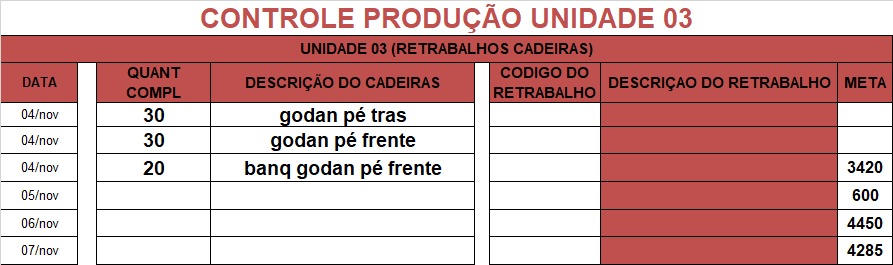 CONTROLE PRODUÇÃO UNIDADE 03
UNIDADE 03 (RETRABALHOS CADEIRAS)
DATA QUANT COMPL DESCRIÇÃO DO CADEIRAS CODIGO DO RETRABALHO DESCRIÇAO DO RETRABALHO META
04/nov 30 godan pé tras
04/nov 30 godan pé frente
04/nov 20 banq godan pé frente 3420
05/nov 600
06/nov 4450
07/nov 4285